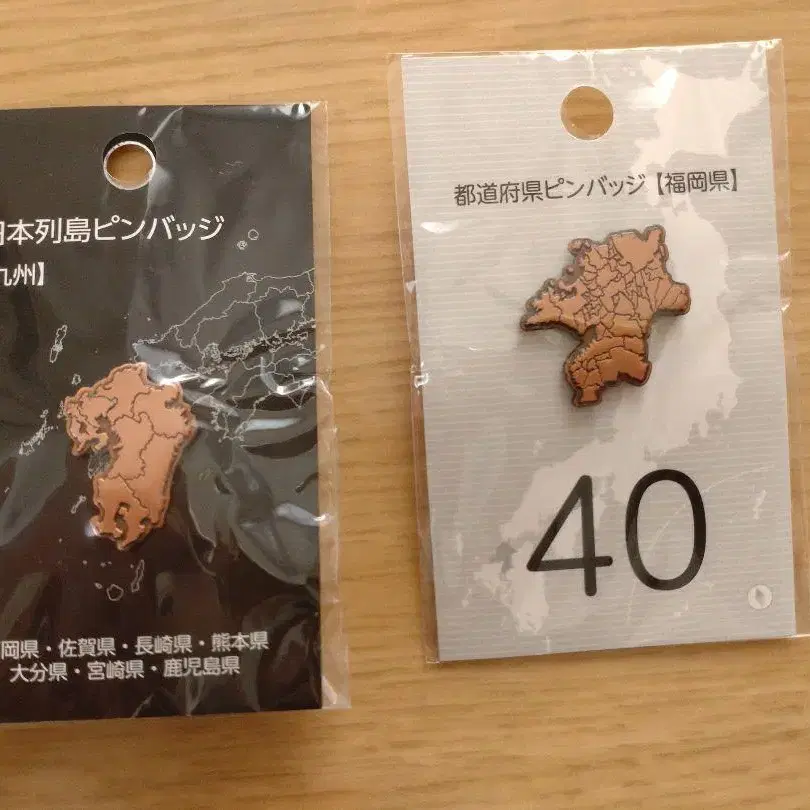 日本列島ピンバッジ
九州】
岡県・佐賀県・長崎県・熊本県
大分県・宮崎県・鹿児島県
都道府県ピンバッジ【福岡県】
40